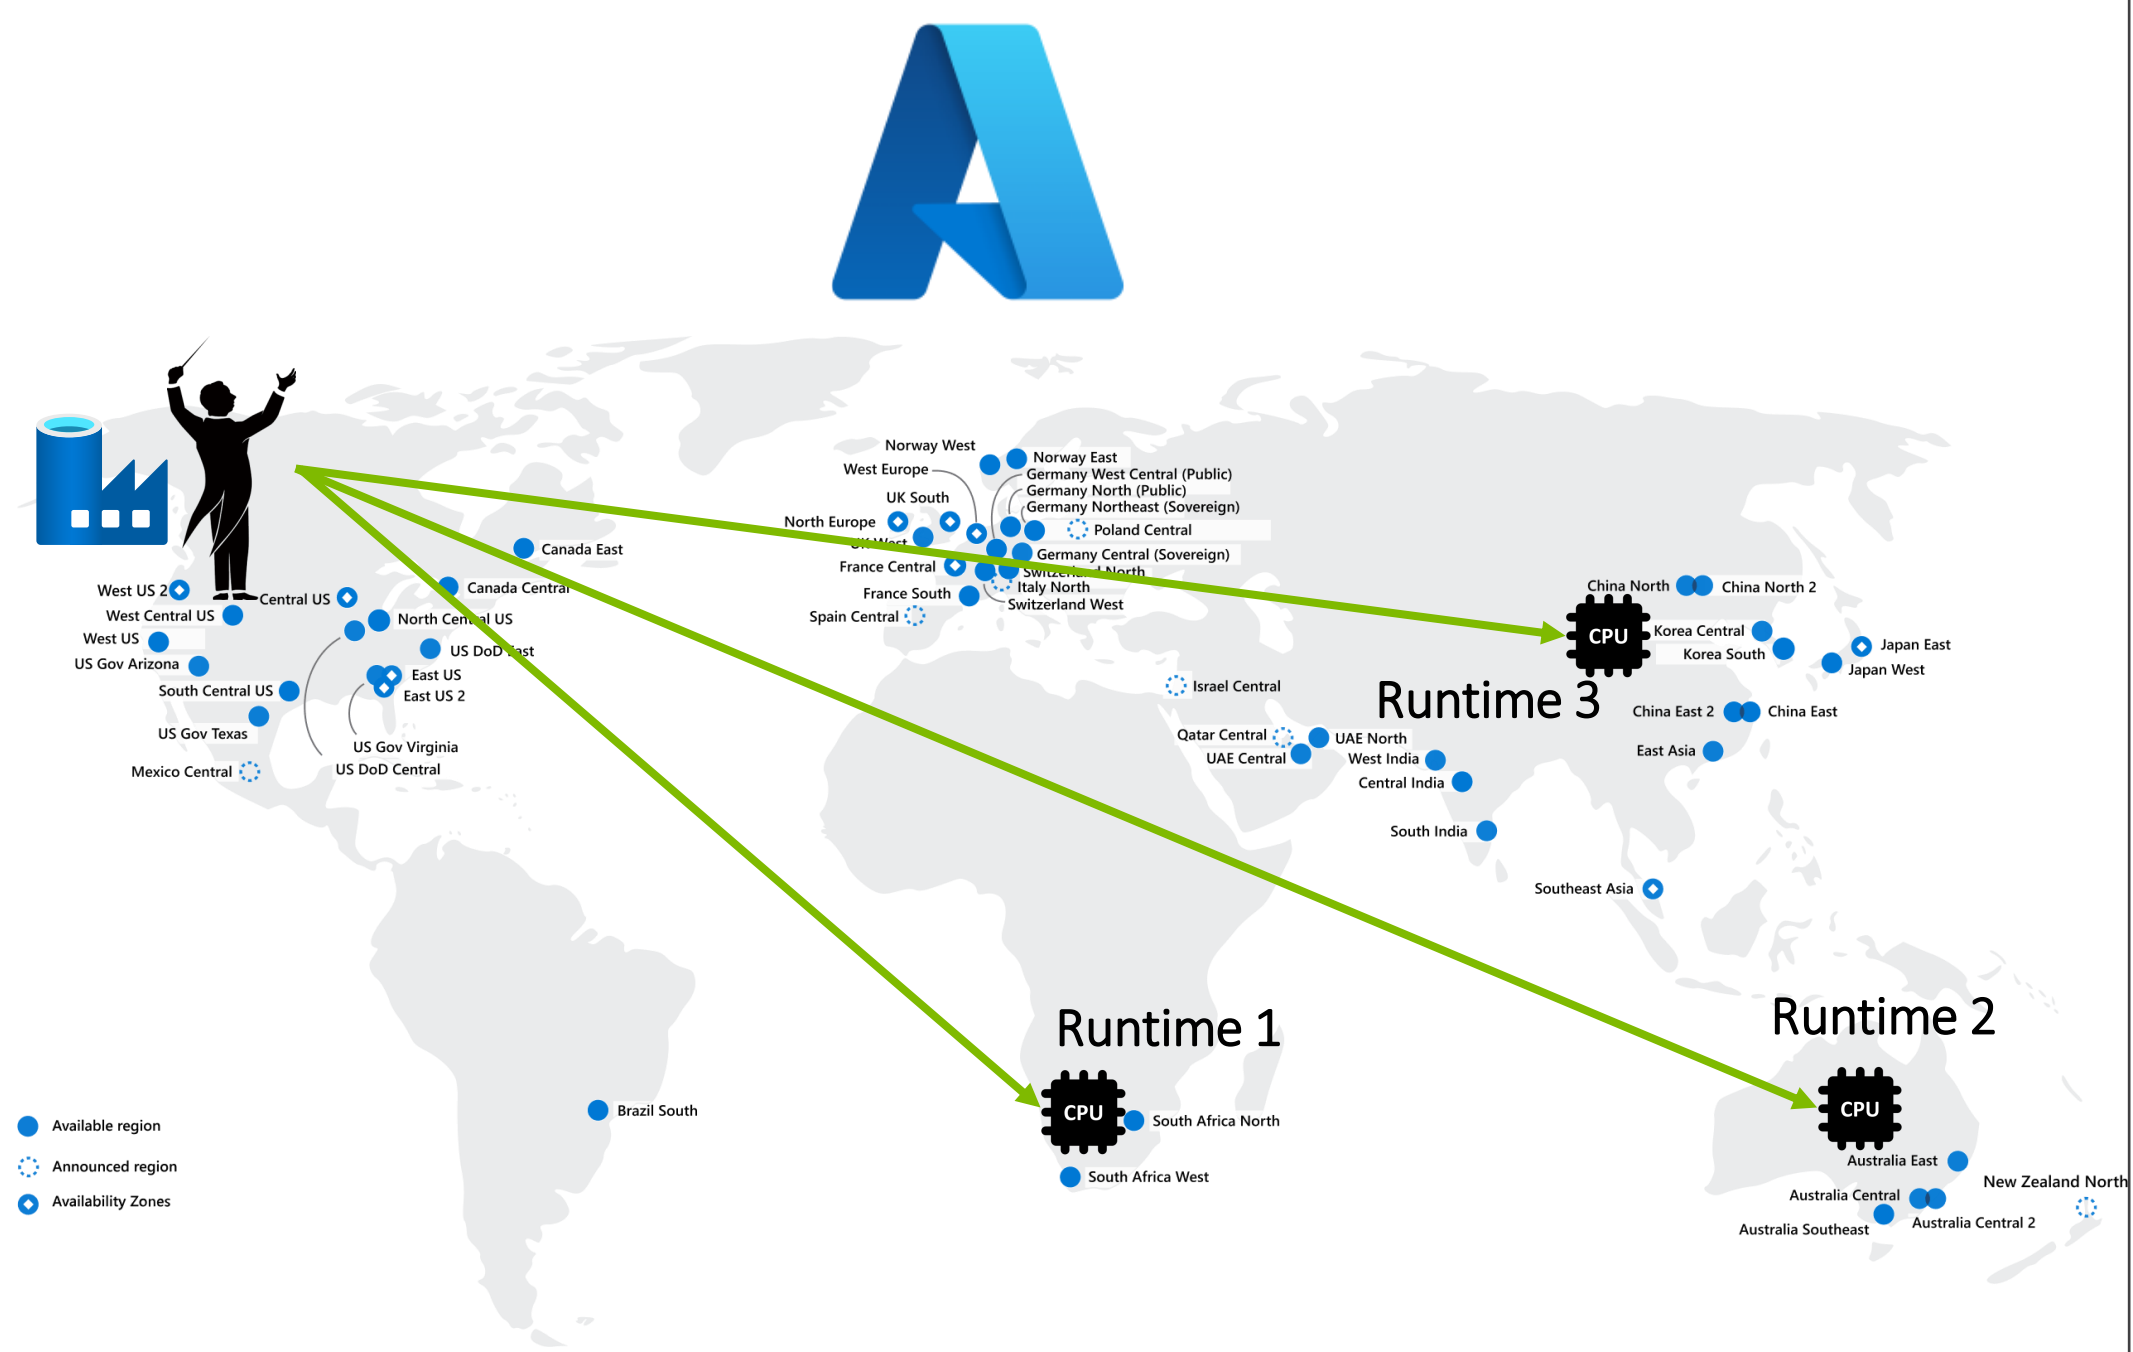 Norway West
Norway East
West Europe
Germany West Central (Public)
Germany North (Public)
UK South
Germany Northeast (Sovereign)
North Europe
Poland Central
UK West
Germany Central (Sovereign)
France Central
Switzerland North
Italy North
France South
Switzerland West
Spain Central
Canada East
Canada Central
West US 2
Central US
West Central US
North Central US
West US
US DoD East
US Gov Arizona
East US
South Central US
East US 2
US Gov Texas
US Gov Virginia
US DoD Central
Mexico Central
China North
China North 2
CPU
Korea Central
Korea South
Japan East
Japan West
Runtime 3
Israel Central
China East 2
China East
Qatar Central
UAE North
UAE Central
West India
East Asia
Central India
South India
Southeast Asia
Runtime 1
CPU
South Africa North
South Africa West
Runtime 2
CPU
Australia East
New Zealand North
Australia Central
Australia Central 2
Australia Southeast
Brazil South
Available region
Announced region
Availability Zones